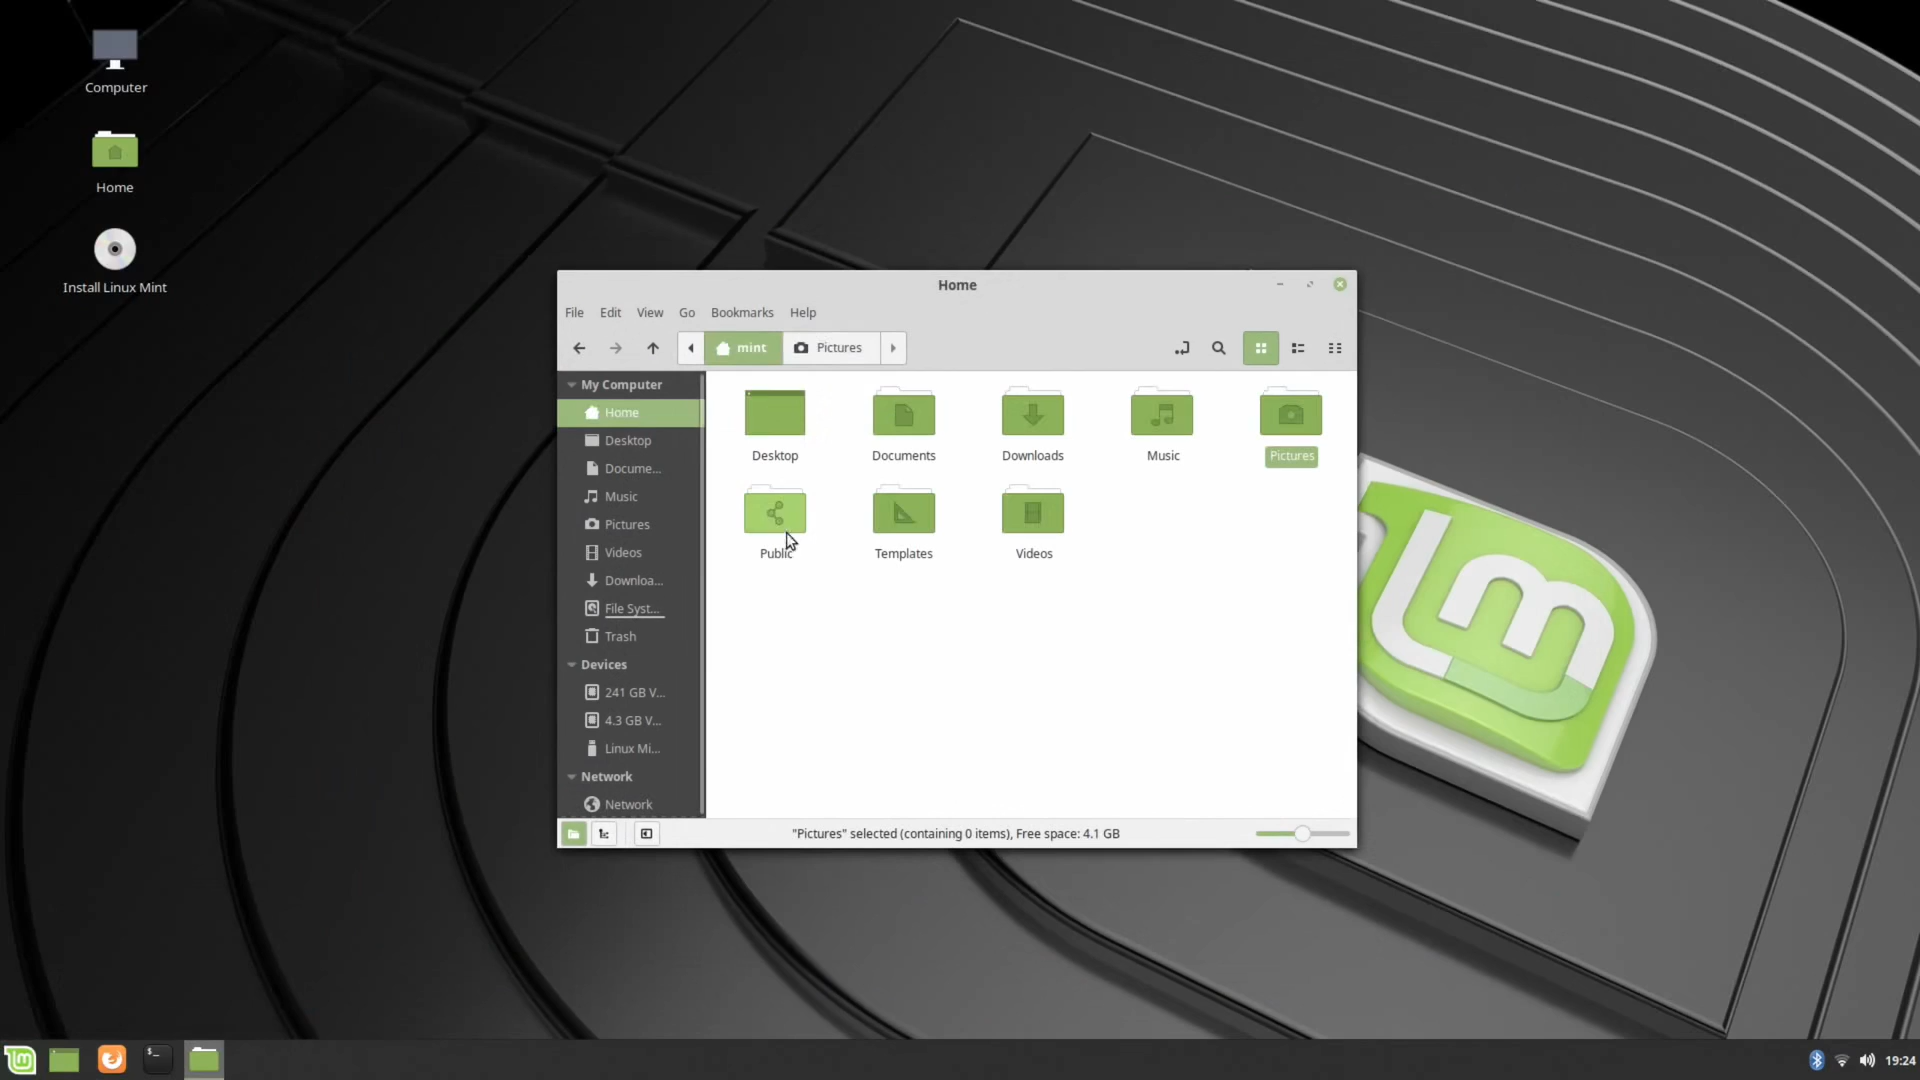 Computer
Home
Install Linux Mint
Home
File Edit View Go Bookmarks Help
mint Pictures
My Computer
Home
Desktop
Docume...
Music
Pictures
Videos
Downloa...
File Syst...
Trash
Devices
241 GB V...
4.3 GB V...
Linux Mi...
Network
Network
Desktop Documents Downloads Music Pictures
Public Templates Videos
"Pictures" selected (containing 0 items), Free space: 4.1 GB
19:24